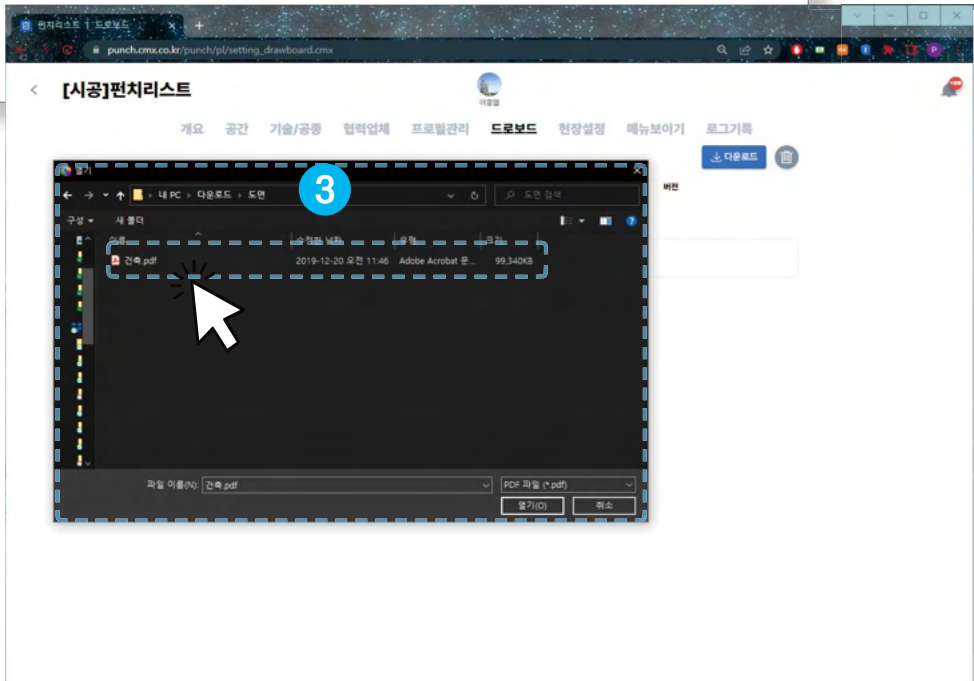 펀치리스트 | 드로보드
punch.cmx.co.kr/punch/pl/setting_drawboard.cmx
[시공]펀치리스트
이종열
개요 공간 기술/공종 협력업체 프로필관리 드로보드 현장설정 메뉴보이기 로그기록
다운로드
버전
열기
3
내 PC › 다운로드 › 도면
도면 검색
구성 새 폴더
이름 수정한 날짜 유형 크기
건축.pdf 2019-12-20 오전 11:46 Adobe Acrobat 문... 99,340KB
파일 이름(N): 건축.pdf
PDF 파일 (*.pdf)
열기(O) 취소